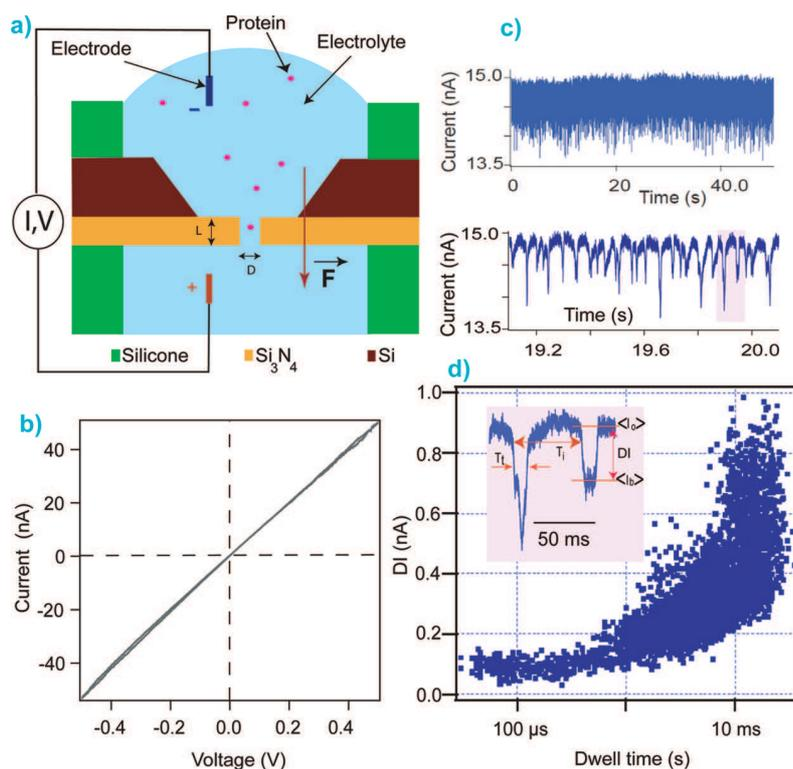 a)
Protein
Electrode
Electrolyte
–
I,V
L
D
F
+
Silicone
Si3N4
Si
b)
Current (nA)
40
20
0
-20
-40
-0.4
-0.2
0.0
0.2
0.4
Voltage (V)
c)
Current (nA)
15.0
13.5
0
20
40.0
Time (s)
Current (nA)
15.0
13.5
Time (s)
19.2
19.6
20.0
d)
DI (nA)
1.0
0.8
0.6
0.4
0.2
0.0
<Io>
Ti
DI
Tt
<Ib>
50 ms
100 µs
10 ms
Dwell time (s)